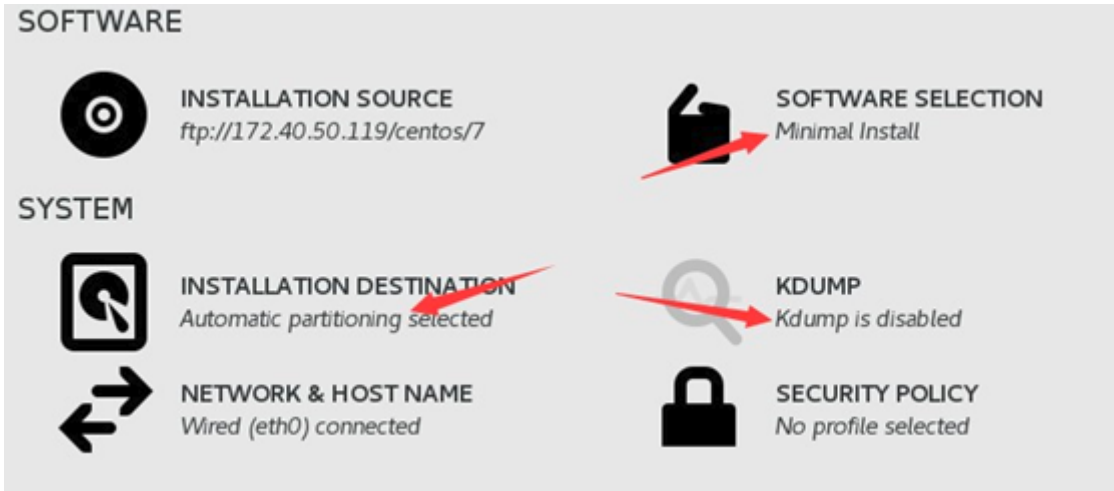 SOFTWARE
INSTALLATION SOURCE
ftp://172.40.50.119/centos/7
SOFTWARE SELECTION
Minimal Install
SYSTEM
INSTALLATION DESTINATION
Automatic partitioning selected
KDUMP
Kdump is disabled
NETWORK & HOST NAME
Wired (eth0) connected
SECURITY POLICY
No profile selected